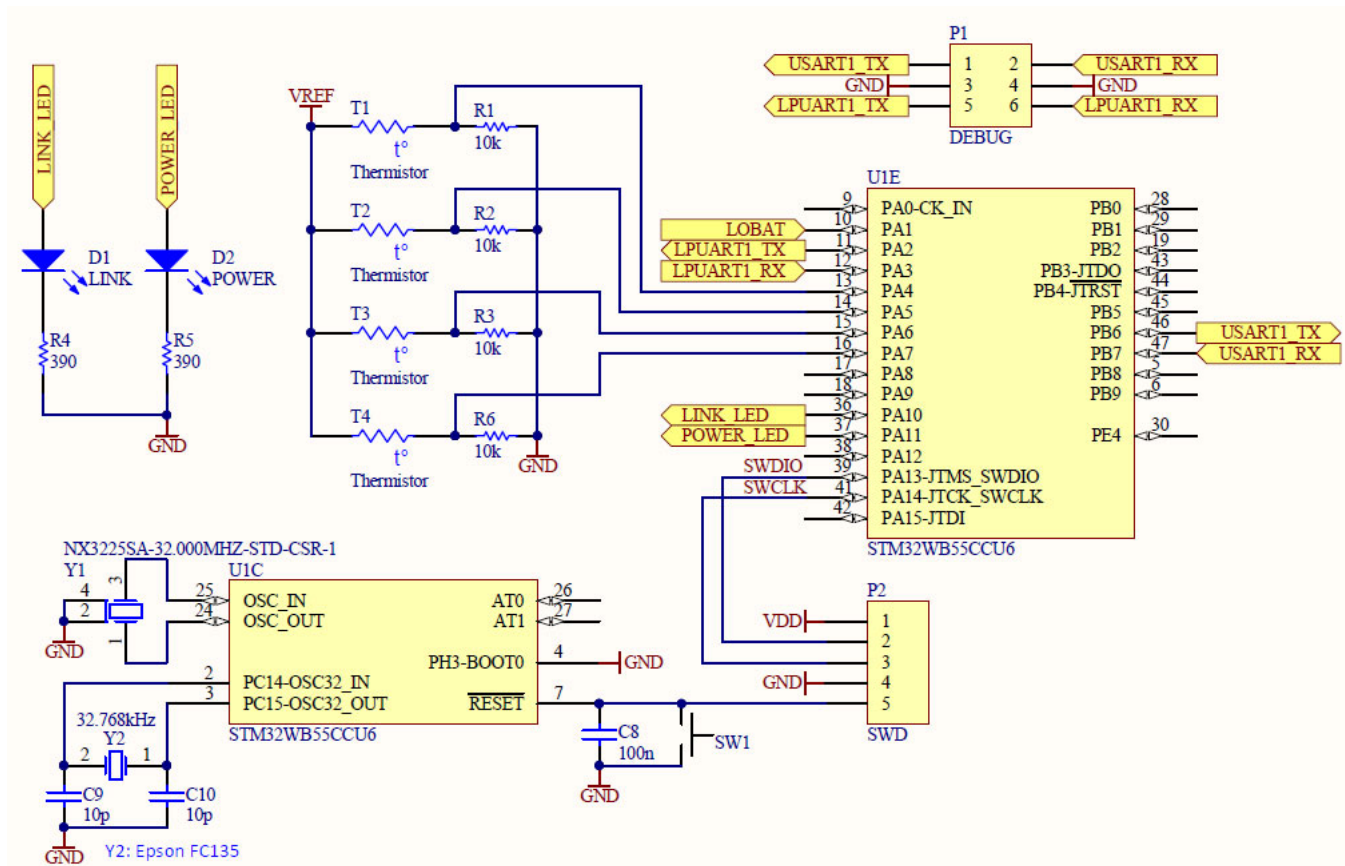 LINK_LED
POWER_LED
D1
LINK
D2
POWER
R4
390
R5
390
GND
VREF
T1
t°
Thermistor
R1
10k
T2
t°
Thermistor
R2
10k
T3
t°
Thermistor
R3
10k
T4
t°
Thermistor
R6
10k
GND
P1
USART1_TX 1 2 USART1_RX
GND 3 4 GND
LPUART1_TX 5 6 LPUART1_RX
DEBUG
U1E
9 PA0-CK_IN PB0 28
LOBAT 10 PA1 PB1 29
LPUART1_TX 11 PA2 PB2 19
LPUART1_RX 12 PA3 PB3-JTDO 43
13 PA4 PB4-JTRST 44
14 PA5 PB5 45
15 PA6 PB6 46 USART1_TX
16 PA7 PB7 47 USART1_RX
17 PA8 PB8 5
18 PA9 PB9 6
LINK_LED 36 PA10
POWER_LED 37 PA11 PE4 30
38 PA12
SWDIO 39 PA13-JTMS_SWDIO
SWCLK 41 PA14-JTCK_SWCLK
42 PA15-JTDI
STM32WB55CCU6
NX3225SA-32.000MHZ-STD-CSR-1
Y1
4
2
3
1
GND
U1C
25 OSC_IN AT0 26
24 OSC_OUT AT1 27
PH3-BOOT0 4 GND
2 PC14-OSC32_IN
3 PC15-OSC32_OUT RESET 7
STM32WB55CCU6
32.768kHz
Y2
2 1
C9
10p
C10
10p
GND
Y2: Epson FC135
C8
100n
SW1
GND
P2
VDD 1
2
3
GND 4
5
SWD